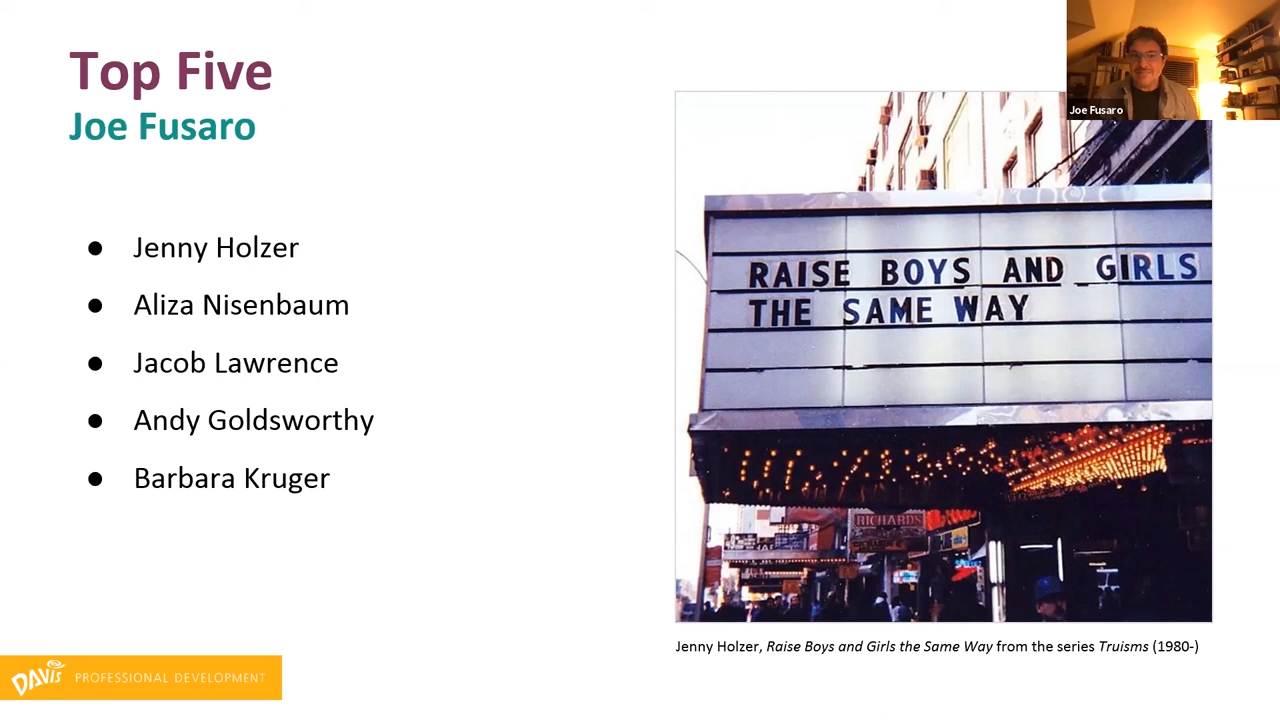 Top Five
Joe Fusaro
Joe Fusaro
● Jenny Holzer
● Aliza Nisenbaum
● Jacob Lawrence
● Andy Goldsworthy
● Barbara Kruger
RAISE BOYS AND GIRLS
THE SAME WAY
RICHARDS
Jenny Holzer, Raise Boys and Girls the Same Way from the series Truisms (1980-)
DAVIS PROFESSIONAL DEVELOPMENT